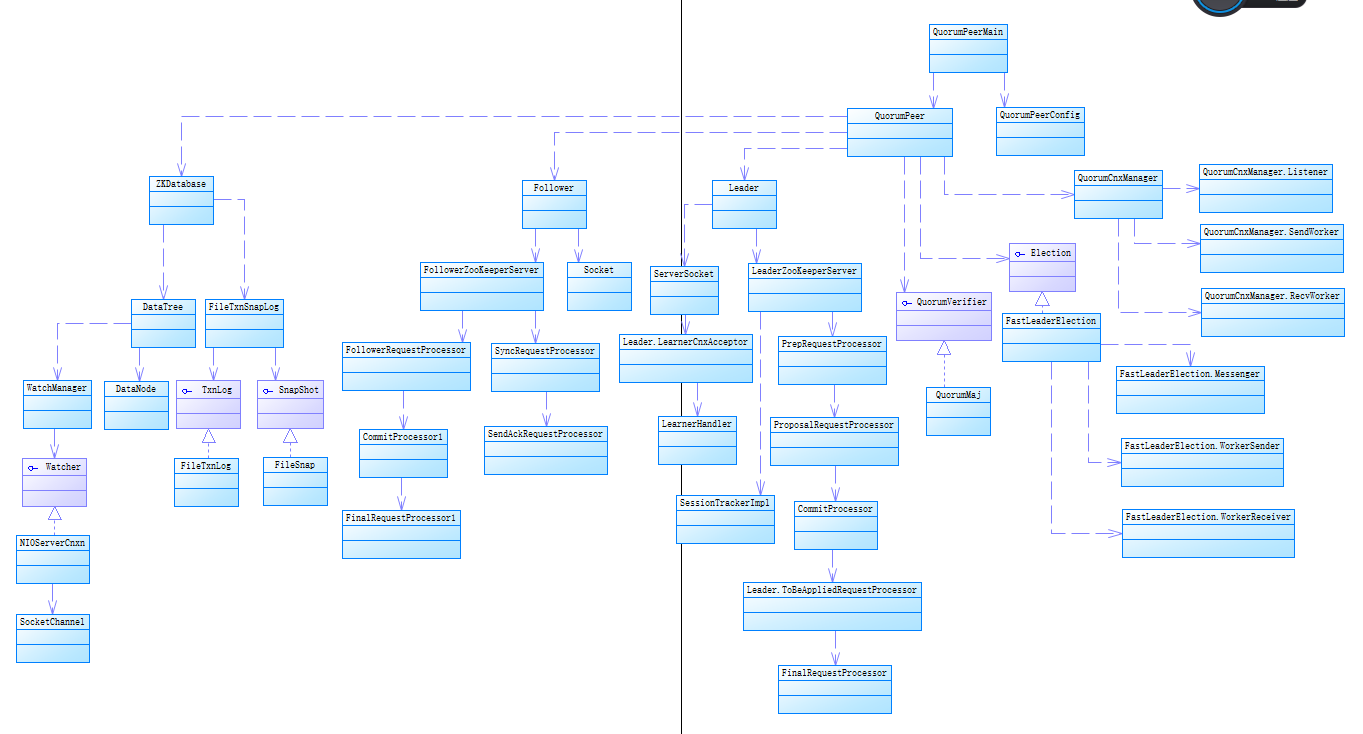 QuorumPeerMain
QuorumPeer
QuorumPeerConfig
ZKDatabase
Follower
Leader
QuorumCnxManager
QuorumCnxManager.Listener
QuorumCnxManager.SendWorker
Election
FollowerZooKeeperServer
Socket
ServerSocket
LeaderZooKeeperServer
QuorumVerifier
QuorumCnxManager.RecvWorker
DataTree
FileTxnSnapLog
FastLeaderElection
FollowerRequestProcessor
SyncRequestProcessor
Leader.LearnerCnxAcceptor
PrepRequestProcessor
WatchManager
DataNode
TxnLog
SnapShot
QuorumMaj
FastLeaderElection.Messenger
CommitProcessor1
SendAckRequestProcessor
LearnerHandler
ProposalRequestProcessor
FastLeaderElection.WorkerSender
Watcher
FileTxnLog
FileSnap
SessionTrackerImpl
CommitProcessor
FinalRequestProcessor1
FastLeaderElection.WorkerReceiver
NIOServerCnxn
Leader.ToBeAppliedRequestProcessor
SocketChannel
FinalRequestProcessor